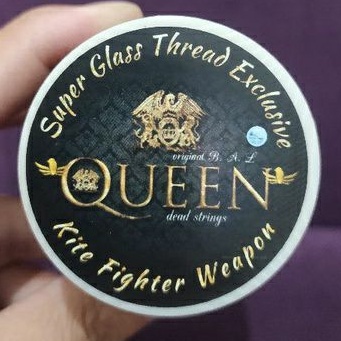 Super Glass Thread Exclusive
original B. A. L
QUEEN
dead strings
Kite Fighter Weapon